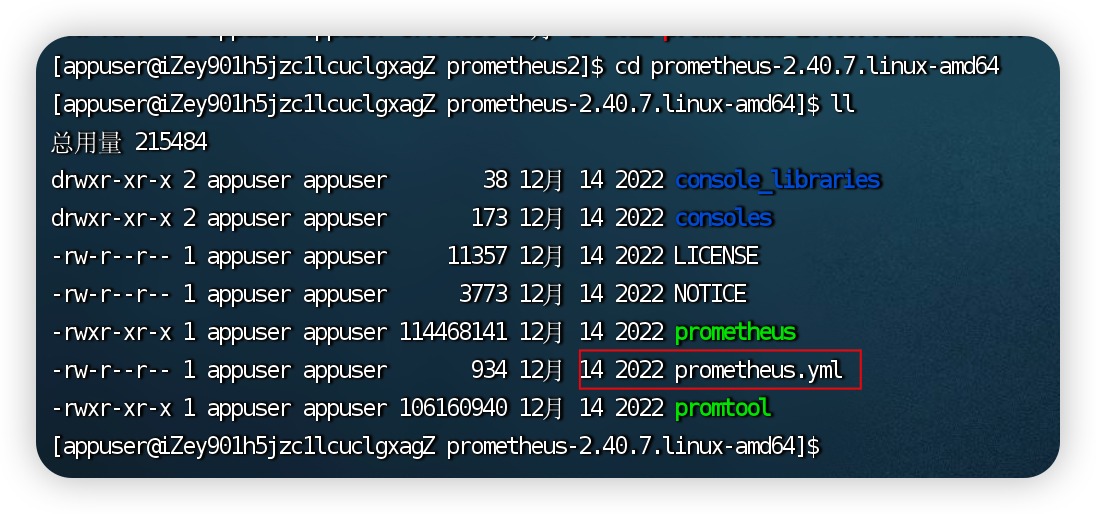 [appuser@iZey901h5jzc1lcuclgxagZ prometheus2]$ cd prometheus-2.40.7.linux-amd64
[appuser@iZey901h5jzc1lcuclgxagZ prometheus-2.40.7.linux-amd64]$ ll
总用量 215484
drwxr-xr-x 2 appuser appuser        38 12月  14 2022 console_libraries
drwxr-xr-x 2 appuser appuser       173 12月  14 2022 consoles
-rw-r--r-- 1 appuser appuser     11357 12月  14 2022 LICENSE
-rw-r--r-- 1 appuser appuser      3773 12月  14 2022 NOTICE
-rwxr-xr-x 1 appuser appuser 114468141 12月  14 2022 prometheus
-rw-r--r-- 1 appuser appuser       934 12月  14 2022 prometheus.yml
-rwxr-xr-x 1 appuser appuser 106160940 12月  14 2022 promtool
[appuser@iZey901h5jzc1lcuclgxagZ prometheus-2.40.7.linux-amd64]$